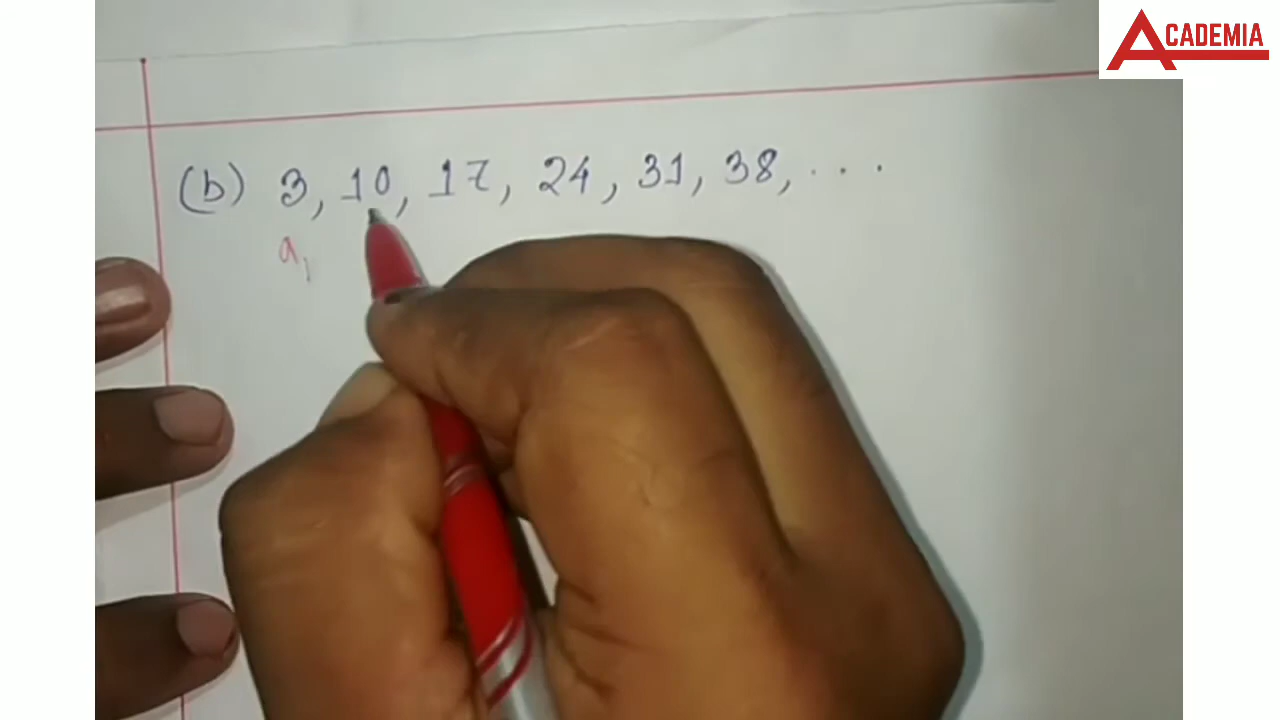 ACADEMIA
(b) 3, 10, 17, 24, 31, 38, . . .
a₁